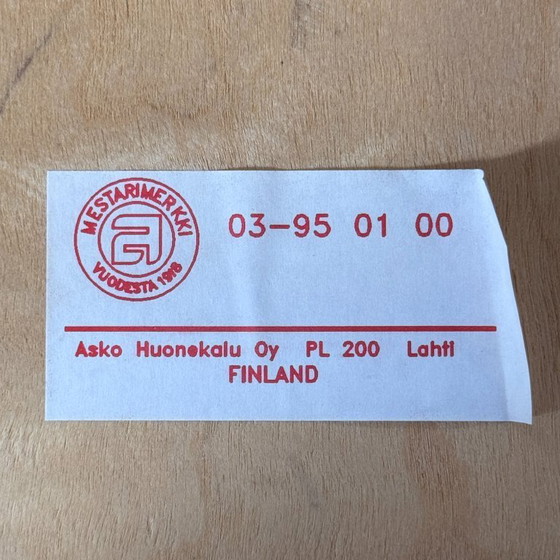 MESTARIMERKKI
a
VUODESTA 1918
03-95 01 00
Asko Huonekalu Oy PL 200 Lahti
FINLAND